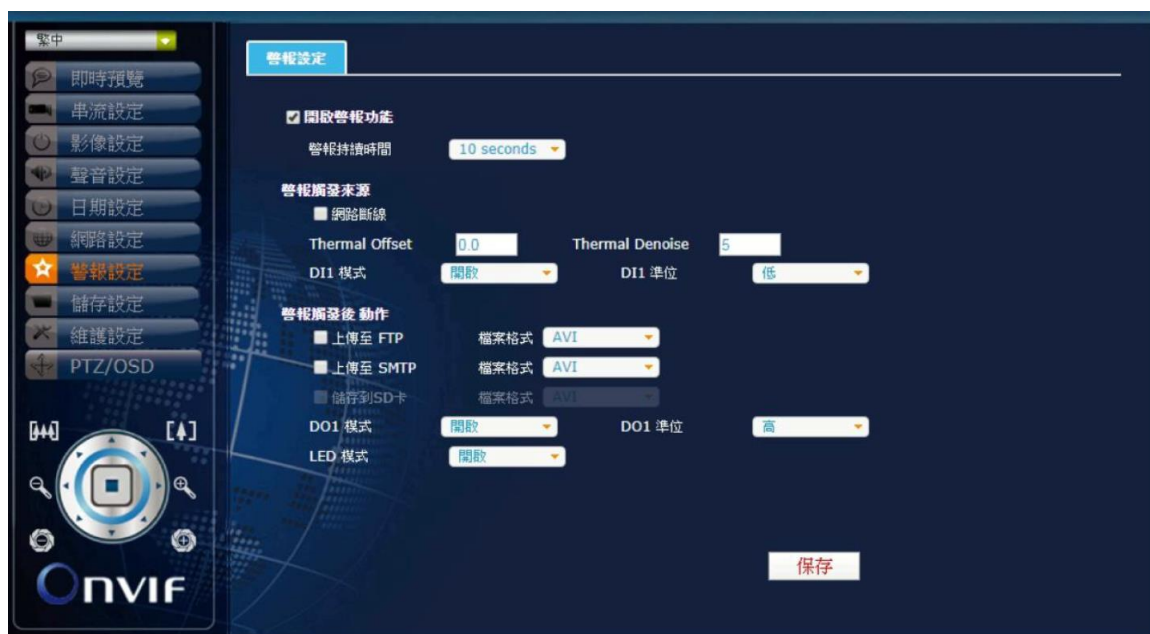 繁中
即時預覽
串流設定
影像設定
聲音設定
日期設定
網路設定
警報設定
儲存設定
維護設定
PTZ/OSD
ONVIF
警報設定
開啟警報功能
警報持續時間 10 seconds
警報觸發來源
網路斷線
Thermal Offset 0.0 Thermal Denoise 5
DI1 模式 開啟 DI1 準位 低
警報觸發後 動作
上傳至 FTP 檔案格式 AVI
上傳至 SMTP 檔案格式 AVI
儲存到SD卡 檔案格式 AVI
DO1 模式 開啟 DO1 準位 高
LED 模式 開啟
保存